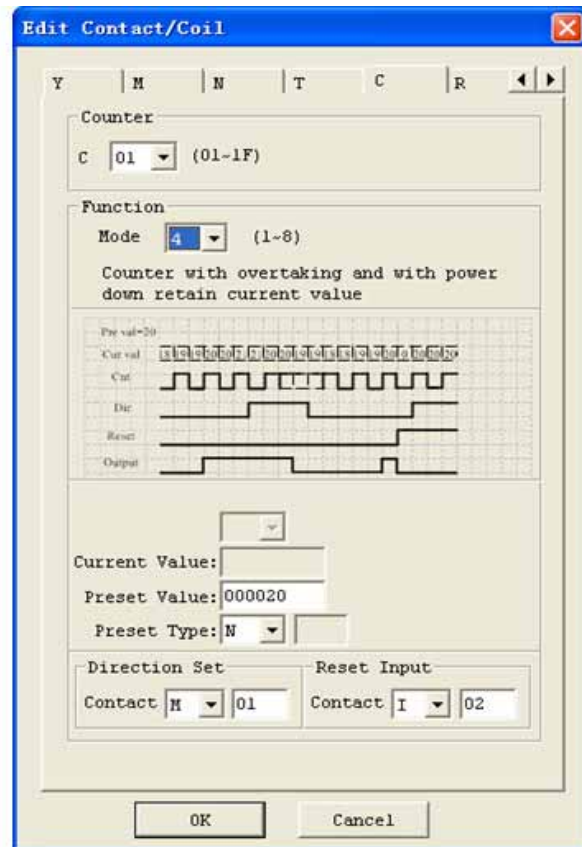 Edit Contact/Coil
Y M N T C R
Counter
C 01 (01~1F)
Function
Mode 4 (1~8)
Counter with overtaking and with power
down retain current value
Pre val=20
Cur val
Cnt
Dir
Reset
Output
Current Value:
Preset Value: 000020
Preset Type: N
Direction Set Reset Input
Contact M 01 Contact I 02
OK Cancel